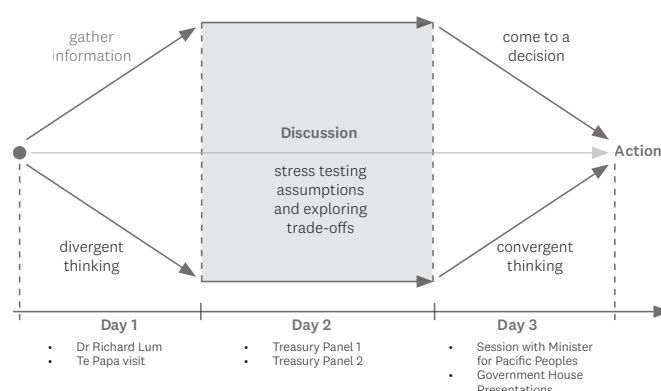 gather
information
come to a
decision
Discussion
stress testing
assumptions
and exploring
trade-offs
Action
divergent
thinking
convergent
thinking
Day 1
Day 2
Day 3
• Dr Richard Lum
• Te Papa visit
• Treasury Panel 1
• Treasury Panel 2
• Session with Minister
for Pacific Peoples
• Government House
Presentations